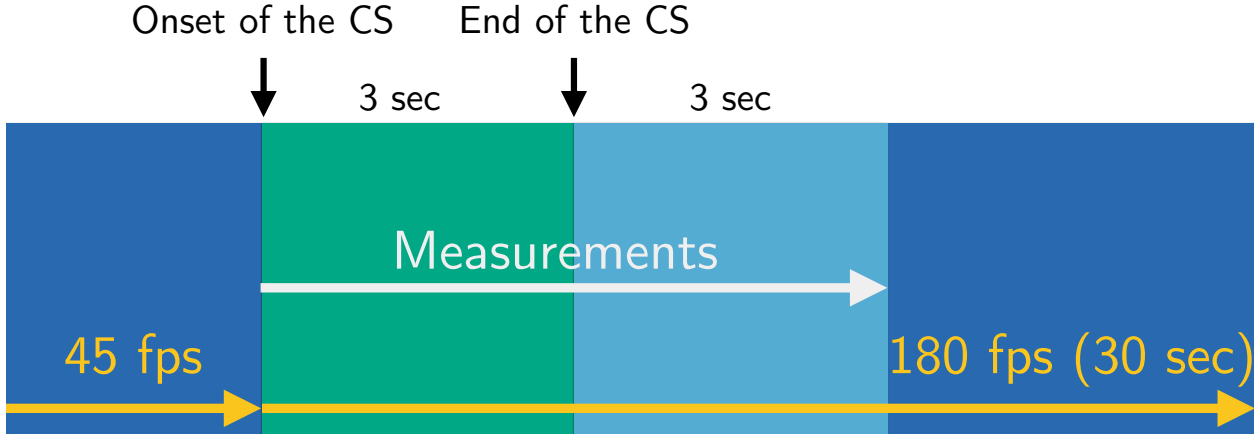 Onset of the CS
End of the CS
3 sec
3 sec
Measurements
45 fps
180 fps (30 sec)